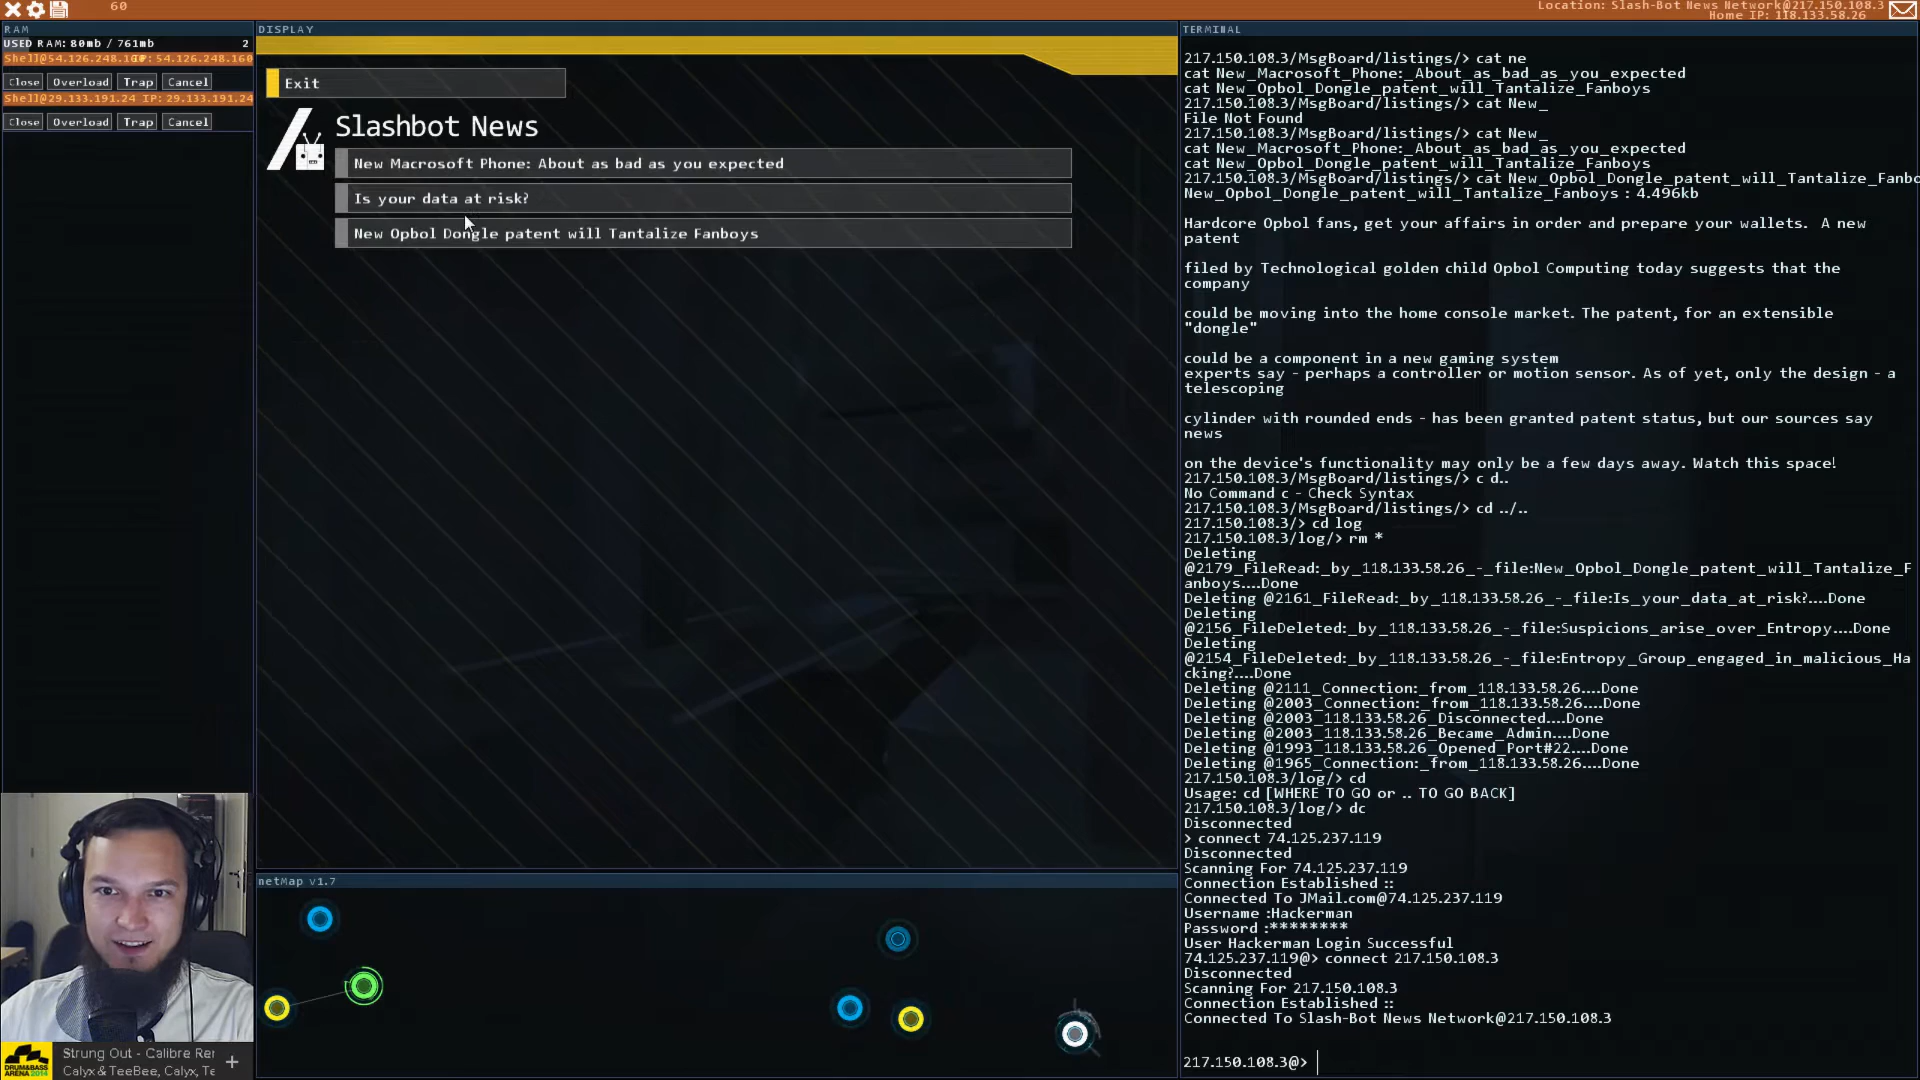 60
Location: Slash-Bot News Network@217.150.108.3
Home IP: 118.133.58.26
RAM
USED RAM: 80mb / 761mb
2
Shell@54.126.248.160
IP: 54.126.248.160
Close
Overload
Trap
Cancel
Shell@29.133.191.24 IP: 29.133.191.24
Close
Overload
Trap
Cancel
DISPLAY
Exit
Slashbot News
New Macrosoft Phone: About as bad as you expected
Is your data at risk?
New Opbol Dongle patent will Tantalize Fanboys
netMap v1.7
TERMINAL
217.150.108.3/MsgBoard/listings/> cat ne
cat New_Macrosoft_Phone:_About_as_bad_as_you_expected
cat New_Opbol_Dongle_patent_will_Tantalize_Fanboys
217.150.108.3/MsgBoard/listings/> cat New_
File Not Found
217.150.108.3/MsgBoard/listings/> cat New_
cat New_Macrosoft_Phone:_About_as_bad_as_you_expected
cat New_Opbol_Dongle_patent_will_Tantalize_Fanboys
217.150.108.3/MsgBoard/listings/> cat New_Opbol_Dongle_patent_will_Tantalize_Fanbo
New_Opbol_Dongle_patent_will_Tantalize_Fanboys : 4.496kb
Hardcore Opbol fans, get your affairs in order and prepare your wallets.  A new
patent
filed by Technological golden child Opbol Computing today suggests that the
company
could be moving into the home console market. The patent, for an extensible
"dongle"
could be a component in a new gaming system
experts say - perhaps a controller or motion sensor. As of yet, only the design - a
telescoping
cylinder with rounded ends - has been granted patent status, but our sources say
news
on the device's functionality may only be a few days away. Watch this space!
217.150.108.3/MsgBoard/listings/> c d..
No Command c - Check Syntax
217.150.108.3/MsgBoard/listings/> cd ../..
217.150.108.3/> cd log
217.150.108.3/log/> rm *
Deleting
@2179_FileRead:_by_118.133.58.26_-_file:New_Opbol_Dongle_patent_will_Tantalize_F
anboys....Done
Deleting @2161_FileRead:_by_118.133.58.26_-_file:Is_your_data_at_risk?....Done
Deleting
@2156_FileDeleted:_by_118.133.58.26_-_file:Suspicions_arise_over_Entropy....Done
Deleting
@2154_FileDeleted:_by_118.133.58.26_-_file:Entropy_Group_engaged_in_malicious_Ha
cking?....Done
Deleting @2111_Connection:_from_118.133.58.26....Done
Deleting @2003_Connection:_from_118.133.58.26....Done
Deleting @2003_118.133.58.26_Disconnected....Done
Deleting @2003_118.133.58.26_Became_Admin....Done
Deleting @1993_118.133.58.26_Opened_Port#22....Done
Deleting @1965_Connection:_from_118.133.58.26....Done
217.150.108.3/log/> cd
Usage: cd [WHERE TO GO or .. TO GO BACK]
217.150.108.3/log/> dc
Disconnected
> connect 74.125.237.119
Disconnected
Scanning For 74.125.237.119
Connection Established ::
Connected To JMail.com@74.125.237.119
Username :Hackerman
Password :********
User Hackerman Login Successful
74.125.237.119@> connect 217.150.108.3
Disconnected
Scanning For 217.150.108.3
Connection Established ::
Connected To Slash-Bot News Network@217.150.108.3
217.150.108.3@>
DRUM&BASS
ARENA 2014
Strung Out - Calibre Rer
Calyx & TeeBee, Calyx, Te